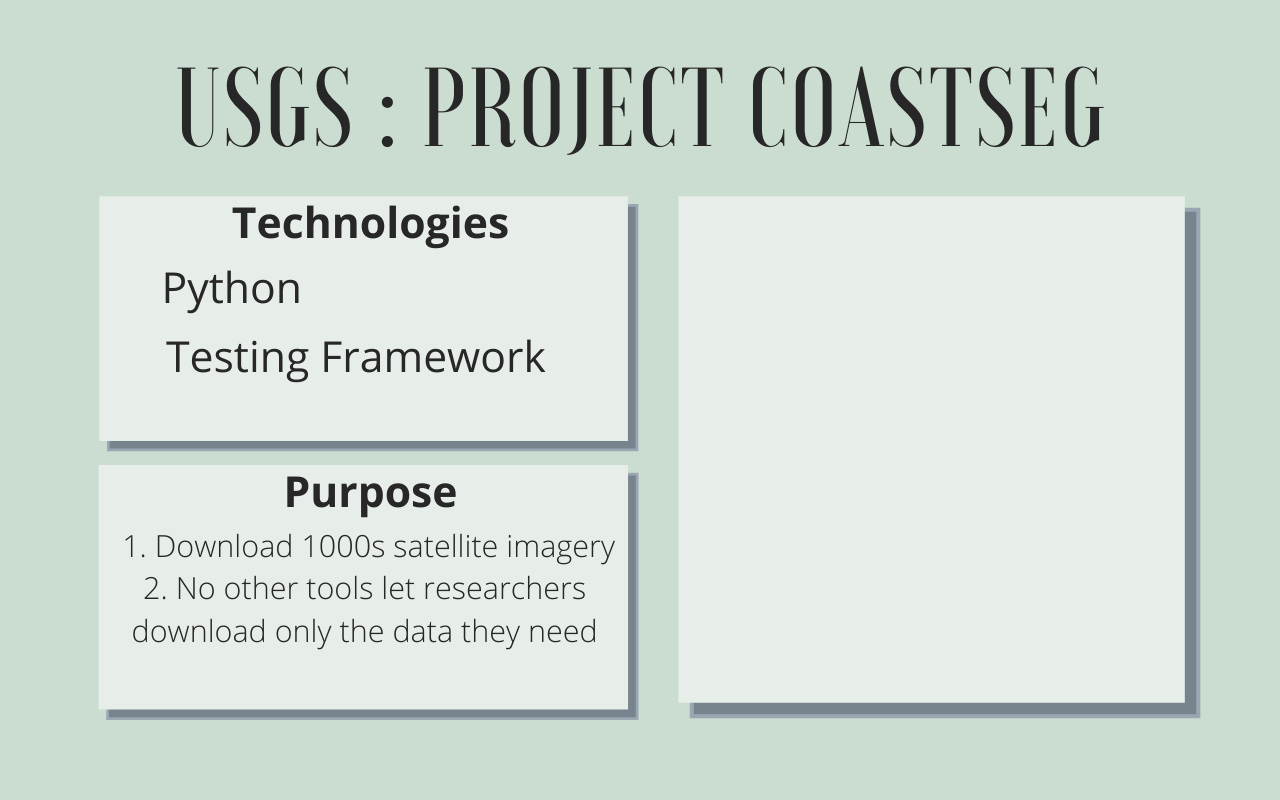 USGS : PROJECT COASTSEG
Technologies
Python
Testing Framework
Purpose
1. Download 1000s satellite imagery
2. No other tools let researchers
download only the data they need